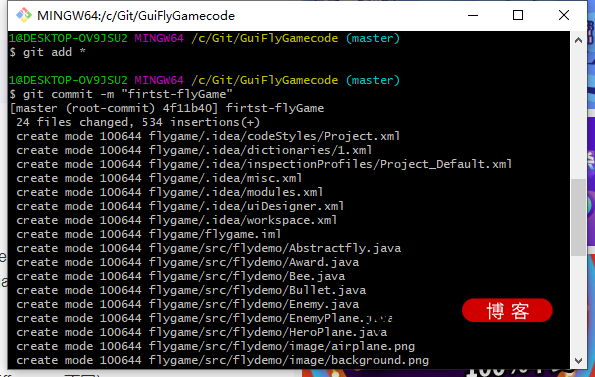 MINGW64:/c/Git/GuiFlyGamecode
1@DESKTOP-OV9JSU2 MINGW64 /c/Git/GuiFlyGamecode (master)
$ git add *
1@DESKTOP-OV9JSU2 MINGW64 /c/Git/GuiFlyGamecode (master)
$ git commit -m "firtst-flyGame"
[master (root-commit) 4f11b40] firtst-flyGame
24 files changed, 534 insertions(+)
create mode 100644 flygame/.idea/codeStyles/Project.xml
create mode 100644 flygame/.idea/dictionaries/1.xml
create mode 100644 flygame/.idea/inspectionProfiles/Project_Default.xml
create mode 100644 flygame/.idea/misc.xml
create mode 100644 flygame/.idea/modules.xml
create mode 100644 flygame/.idea/uiDesigner.xml
create mode 100644 flygame/.idea/workspace.xml
create mode 100644 flygame/flygame.iml
create mode 100644 flygame/src/flydemo/Abstractfly.java
create mode 100644 flygame/src/flydemo/Award.java
create mode 100644 flygame/src/flydemo/Bee.java
create mode 100644 flygame/src/flydemo/Bullet.java
create mode 100644 flygame/src/flydemo/Enemy.java
create mode 100644 flygame/src/flydemo/EnemyPlane.java
博客
create mode 100644 flygame/src/flydemo/HeroPlane.java
create mode 100644 flygame/src/flydemo/image/airplane.png
create mode 100644 flygame/src/flydemo/image/background.png